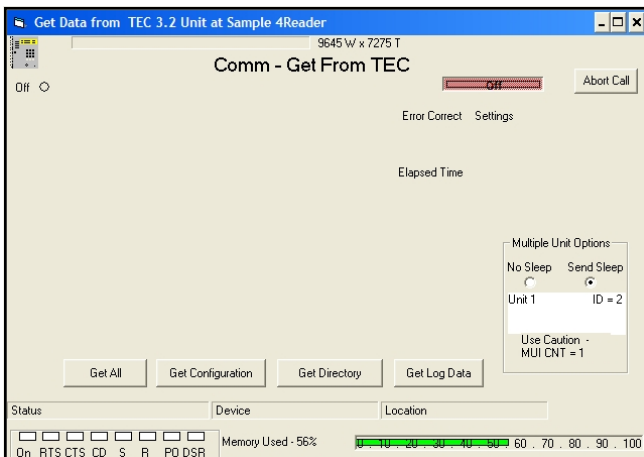 Get Data from TEC 3.2 Unit at Sample 4Reader
9645 W x 7275 T
Comm - Get From TEC
Off
Off
Abort Call
Error Correct Settings
Elapsed Time
Multiple Unit Options
No Sleep Send Sleep
Unit 1 ID = 2
Use Caution -
MUI CNT = 1
Get All Get Configuration Get Directory Get Log Data
Status Device Location
On RTS CTS CD S R PO DSR
Memory Used - 56%
0 . 10 . 20 . 30 . 40 . 50 . 60 . 70 . 80 . 90 . 100